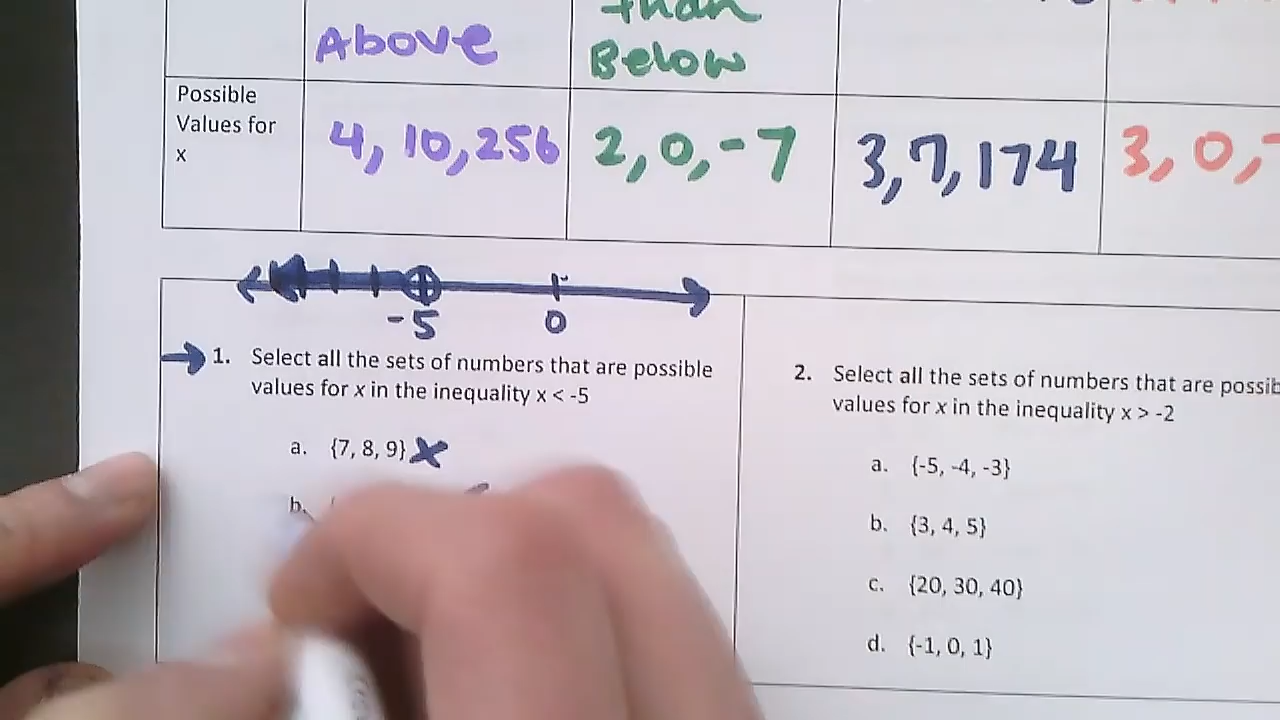 than
Above
Below
Possible
Values for
x
4, 10, 256
2, 0, -7
3, 7, 174
3, 0, -
-5
0
1. Select all the sets of numbers that are possible
values for x in the inequality x < -5
a. {7, 8, 9} x
b.
2. Select all the sets of numbers that are possib
values for x in the inequality x > -2
a. {-5, -4, -3}
b. {3, 4, 5}
c. {20, 30, 40}
d. {-1, 0, 1}